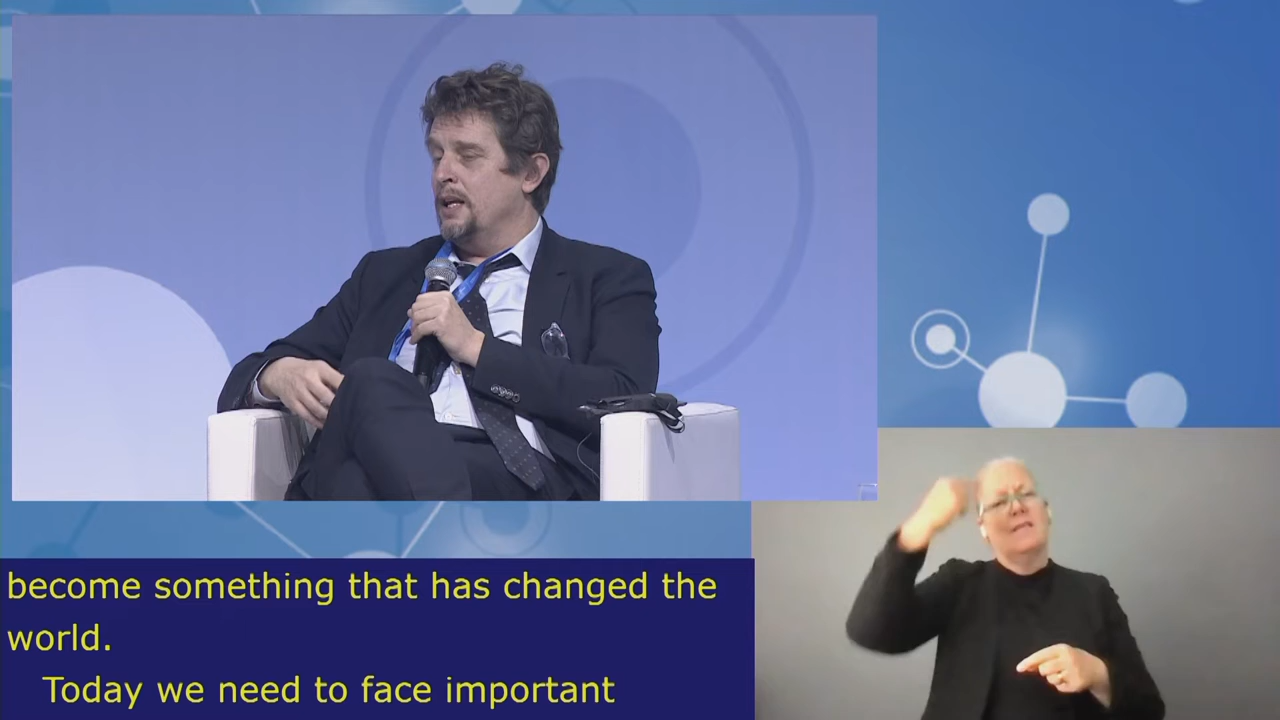 become something that has changed the
world.
Today we need to face important